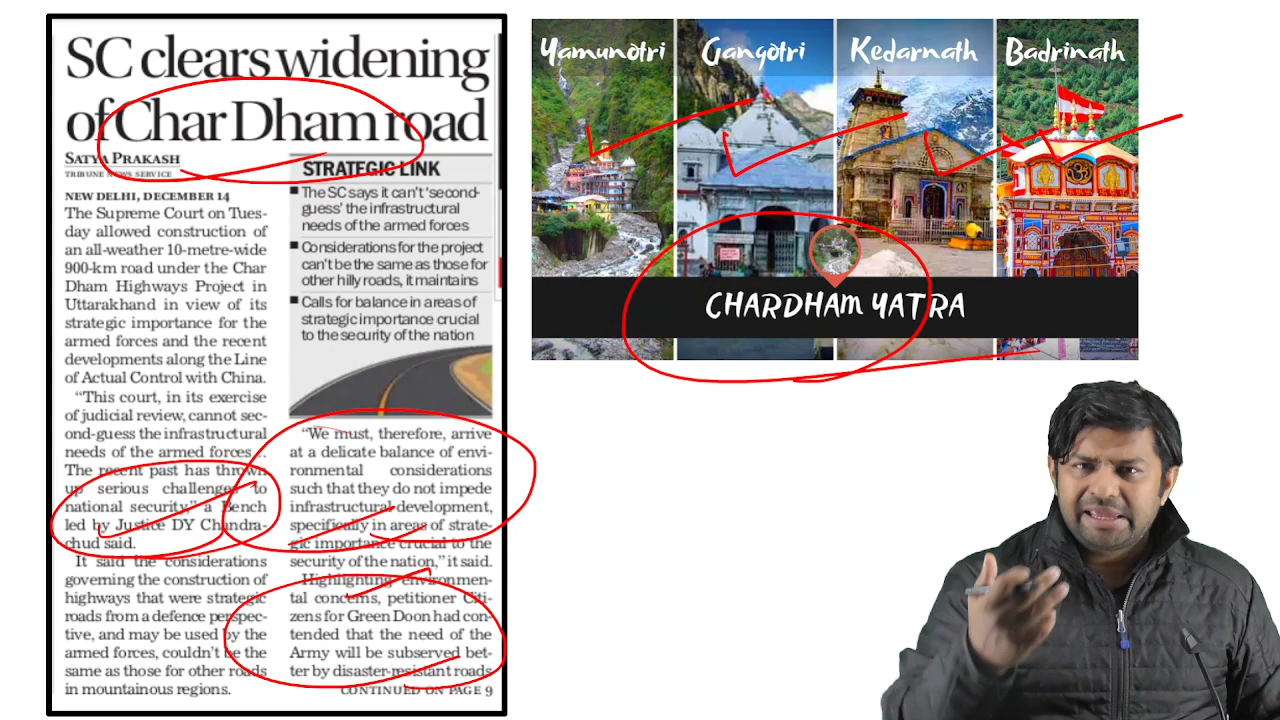 SC clears widening
of Char Dham road
SATYA PRAKASH
TRIBUNE NEWS SERVICE
NEW DELHI, DECEMBER 14
The Supreme Court on Tues-
day allowed construction of
an all-weather 10-metre-wide
900-km road under the Char
Dham Highways Project in
Uttarakhand in view of its
strategic importance for the
armed forces and the recent
developments along the Line
of Actual Control with China.
"This court, in its exercise
of judicial review, cannot sec-
ond-guess the infrastructural
needs of the armed forces...
The recent past has thrown
up serious challenges to
national security," a Bench
led by Justice DY Chandra-
chud said.
It said the considerations
governing the construction of
highways that were strategic
roads from a defence perspec-
tive, and may be used by the
armed forces, couldn't be the
same as those for other roads
in mountainous regions.
STRATEGIC LINK
■ The SC says it can't 'second-
guess' the infrastructural
needs of the armed forces
■ Considerations for the project
can't be the same as those for
other hilly roads, it maintains
■ Calls for balance in areas of
strategic importance crucial
to the security of the nation
"We must, therefore, arrive
at a delicate balance of envi-
ronmental considerations
such that they do not impede
infrastructural development,
specifically in areas of strate-
gic importance crucial to the
security of the nation," it said.
Highlighting environmen-
tal concerns, petitioner Citi-
zens for Green Doon had con-
tended that the need of the
Army will be subserved bet-
ter by disaster-resistant roads
CONTINUED ON PAGE 9
Yamunotri Gangotri Kedarnath Badrinath
CHARDHAM YATRA